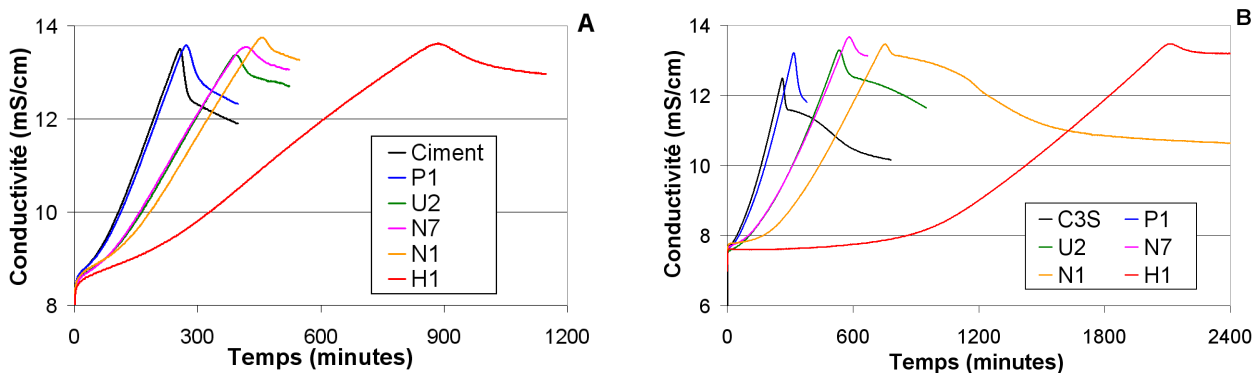 A
Conductivité (mS/cm)
14
12
10
8
0
300
600
900
1200
Temps (minutes)
Ciment
P1
U2
N7
N1
H1
B
Conductivité (mS/cm)
14
12
10
8
6
0
600
1200
1800
2400
Temps (minutes)
C3S
P1
U2
N7
N1
H1